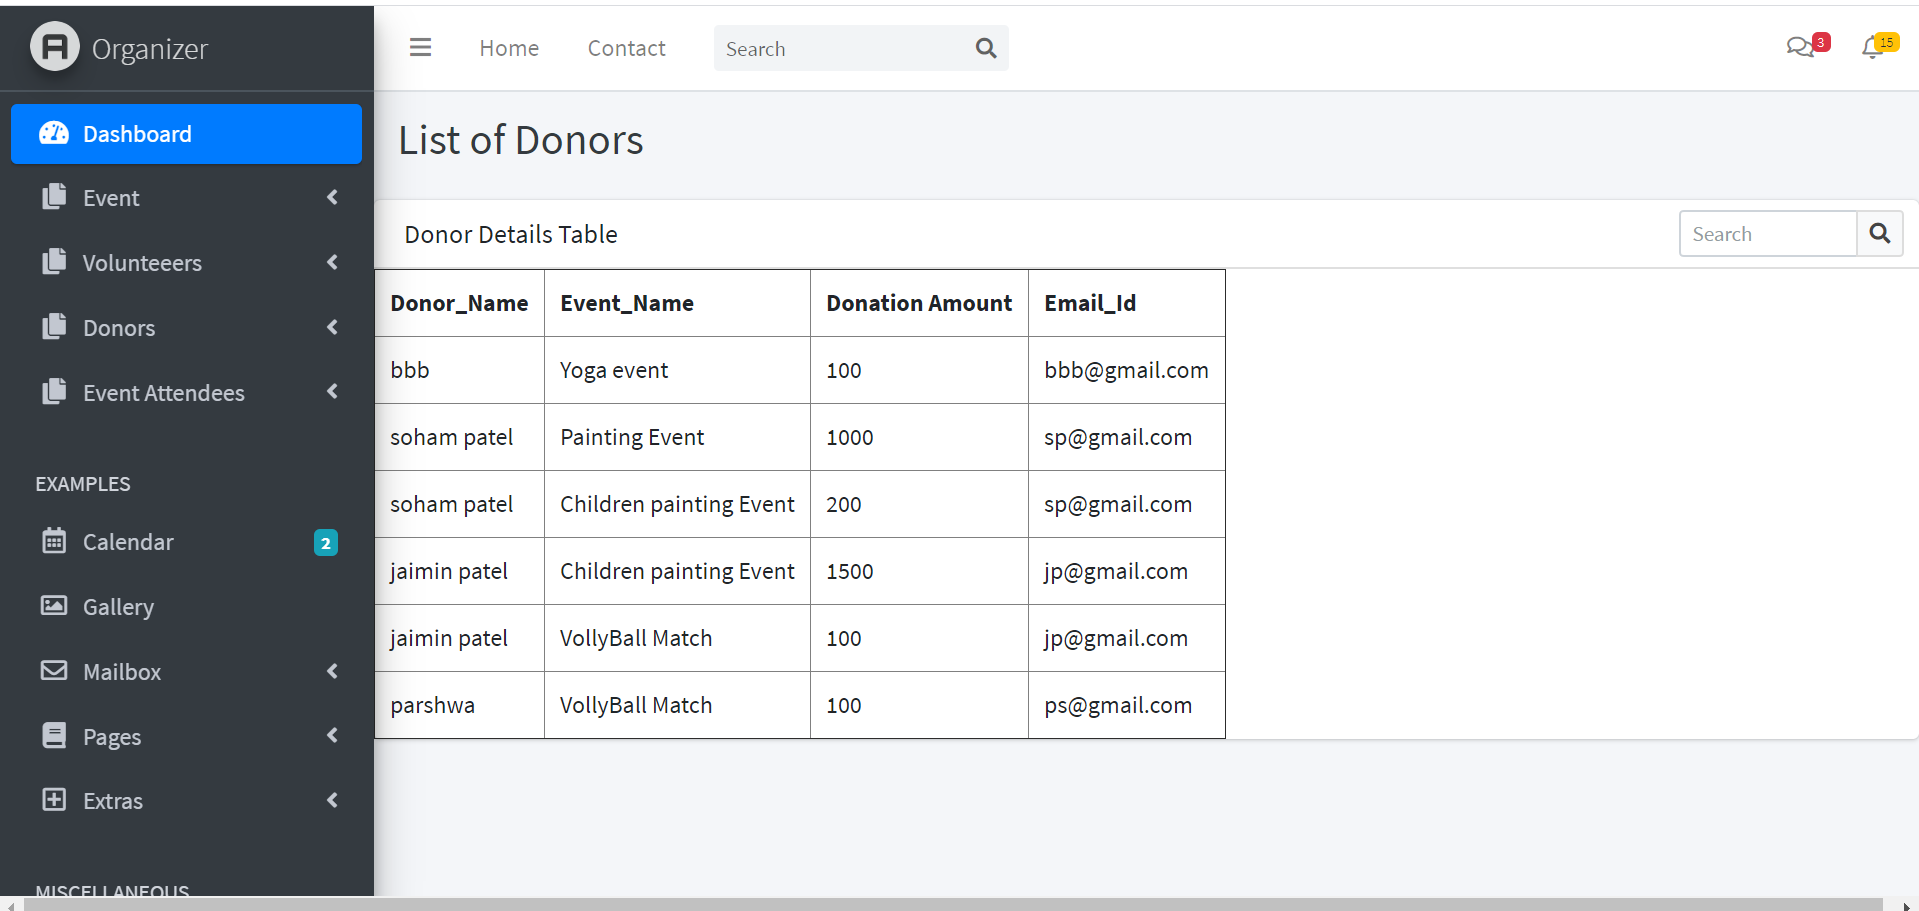 Organizer
Home Contact Search 3 15
Dashboard
Event
Volunteeers
Donors
Event Attendees
EXAMPLES
Calendar 2
Gallery
Mailbox
Pages
Extras
MISCELLANEOUS
List of Donors
Donor Details Table Search
Donor_Name Event_Name Donation Amount Email_Id
bbb Yoga event 100 bbb@gmail.com
soham patel Painting Event 1000 sp@gmail.com
soham patel Children painting Event 200 sp@gmail.com
jaimin patel Children painting Event 1500 jp@gmail.com
jaimin patel VollyBall Match 100 jp@gmail.com
parshwa VollyBall Match 100 ps@gmail.com